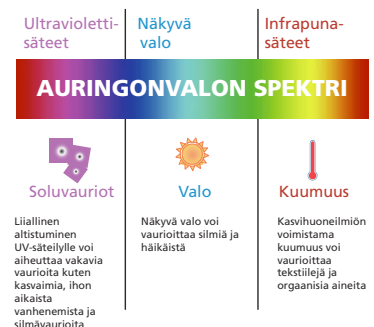 Ultravioletti-
säteet
Näkyvä
valo
Infrapuna-
säteet
AURINGONVALON SPEKTRI
Soluvauriot
Valo
Kuumuus
Liiallinen
altistuminen
UV-säteilylle voi
aiheuttaa vakavia
vaurioita kuten
kasvaimia, ihon
aikaista
vanhenemista ja
silmävaurioita
Näkyvä valo voi
vaurioittaa silmiä ja
häikäistä
Kasvihuoneilmiön
voimistama
kuumuus voi
vaurioittaa
tekstiilejä ja
orgaanisia aineita